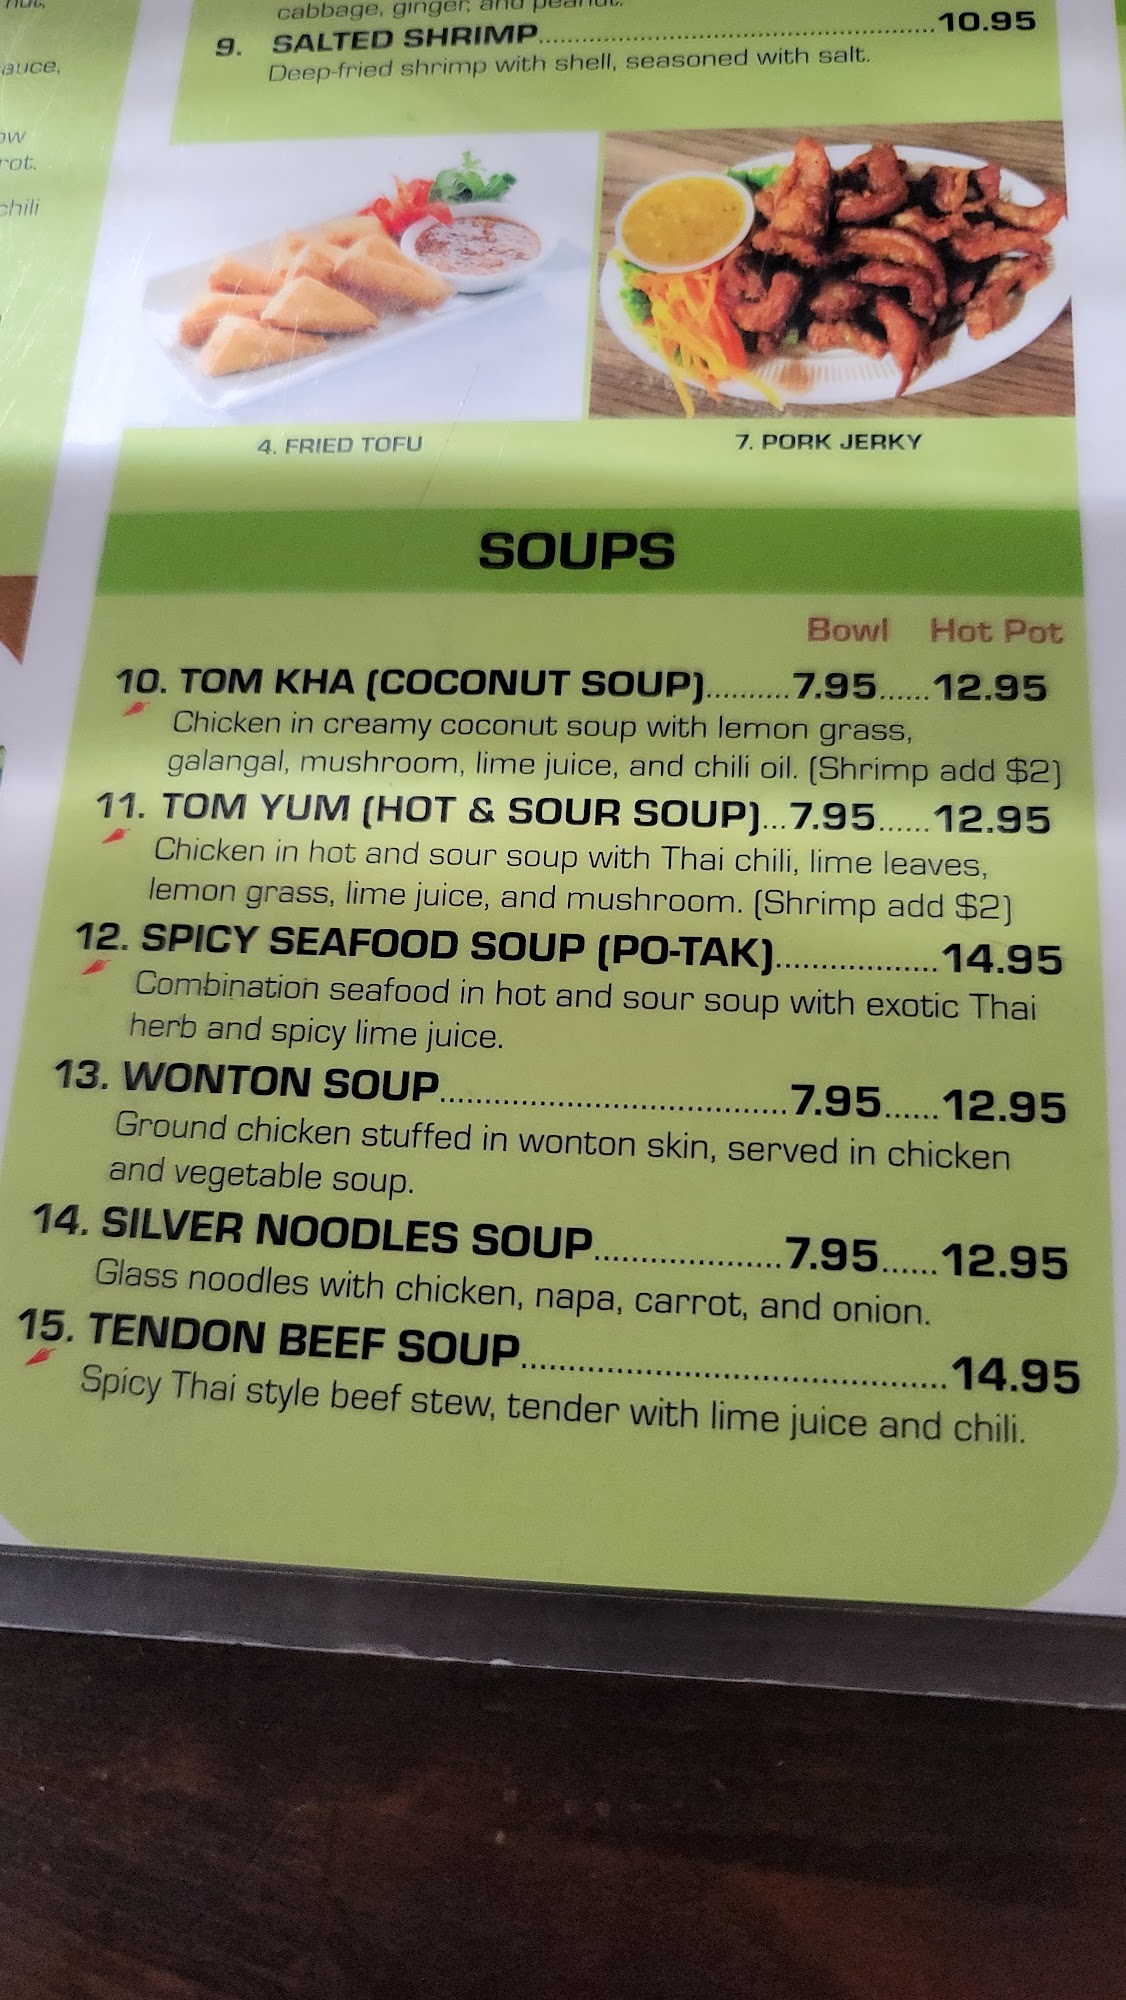 auce,
rot.
chili
cabbage, ginger, and peanut.
9. SALTED SHRIMP 10.95
Deep-fried shrimp with shell, seasoned with salt.
4. FRIED TOFU
7. PORK JERKY
SOUPS
Bowl Hot Pot
10. TOM KHA (COCONUT SOUP)..........7.95......12.95
Chicken in creamy coconut soup with lemon grass,
galangal, mushroom, lime juice, and chili oil. (Shrimp add $2)
11. TOM YUM (HOT & SOUR SOUP)...7.95......12.95
Chicken in hot and sour soup with Thai chili, lime leaves,
lemon grass, lime juice, and mushroom. (Shrimp add $2)
12. SPICY SEAFOOD SOUP (PO-TAK)..................14.95
Combination seafood in hot and sour soup with exotic Thai
herb and spicy lime juice.
13. WONTON SOUP.......................................7.95......12.95
Ground chicken stuffed in wonton skin, served in chicken
and vegetable soup.
14. SILVER NOODLES SOUP.....................7.95......12.95
Glass noodles with chicken, napa, carrot, and onion.
15. TENDON BEEF SOUP................................................14.95
Spicy Thai style beef stew, tender with lime juice and chili.